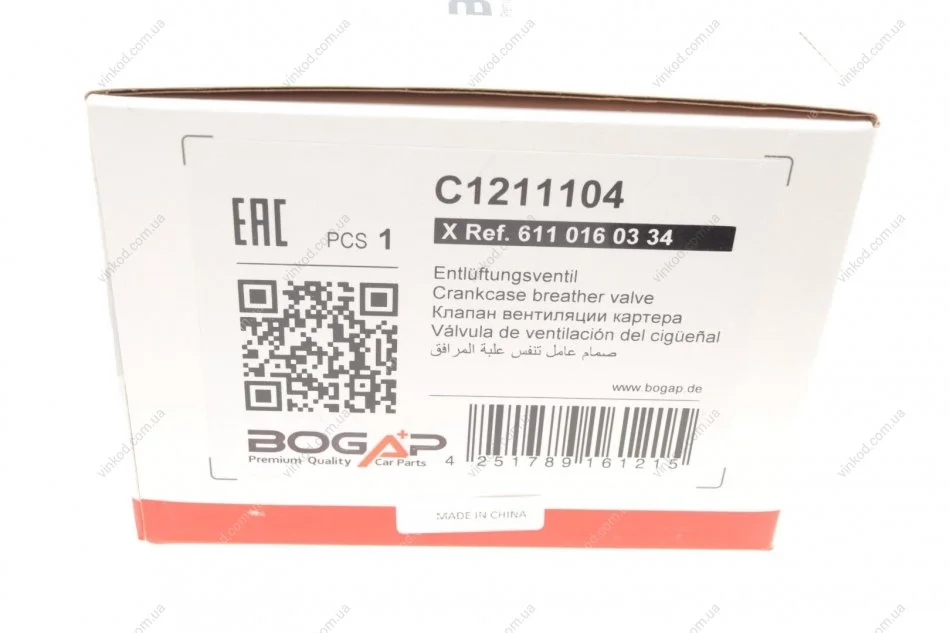 C1211104
X Ref. 611 016 03 34
EAC
PCS 1
Entlüftungsventil
Crankcase breather valve
Клапан вентиляции картера
Válvula de ventilación del cigüeñal
صمام عامل تنفس علبة المرافق
www.bogap.de
BOGAP
Premium Quality Car Parts
4 251789 161215
MADE IN CHINA
vinkod.com.ua